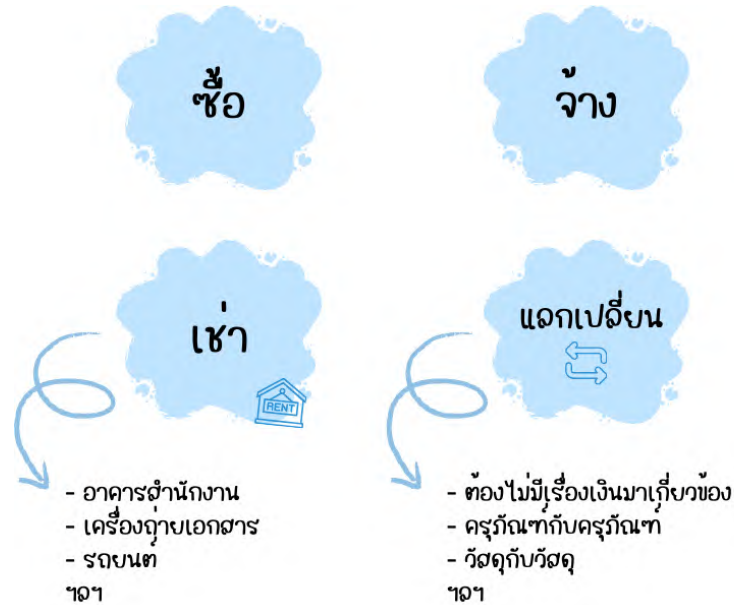 ซื้อ
จ้าง
เช่า
RENT
แลกเปลี่ยน
- อาคารสำนักงาน
- เครื่องถ่ายเอกสาร
- รถยนต์
ฯลฯ
- ต้องไม่มีเรื่องเงินมาเกี่ยวข้อง
- ครุภัณฑ์กับครุภัณฑ์
- วัสดุกับวัสดุ
ฯลฯ